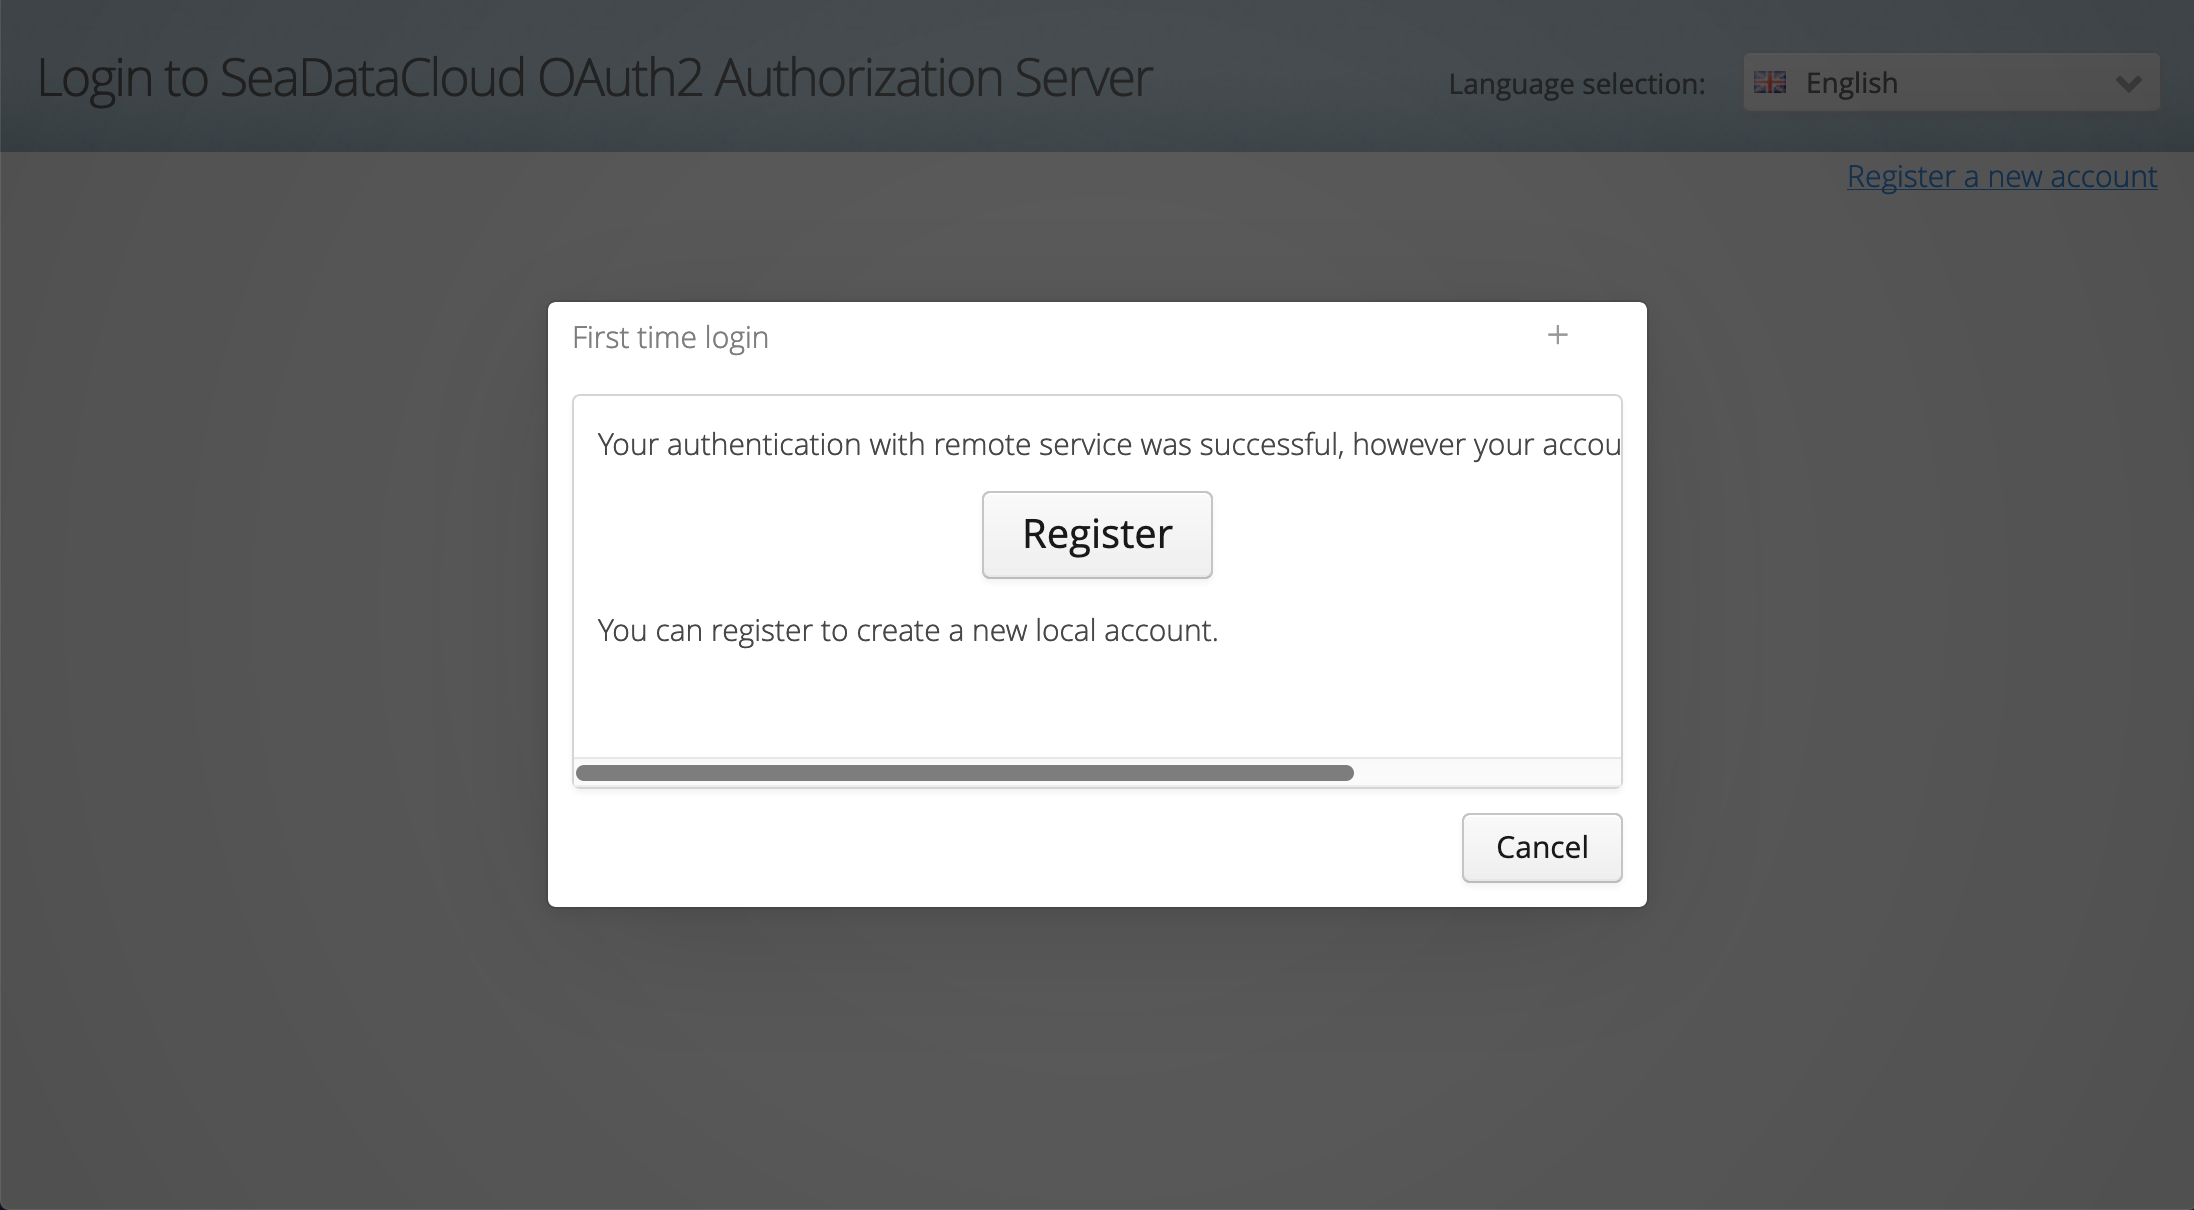 Login to SeaDataCloud OAuth2 Authorization Server
Language selection:
English
Register a new account
First time login
Your authentication with remote service was successful, however your accou
Register
You can register to create a new local account.
Cancel